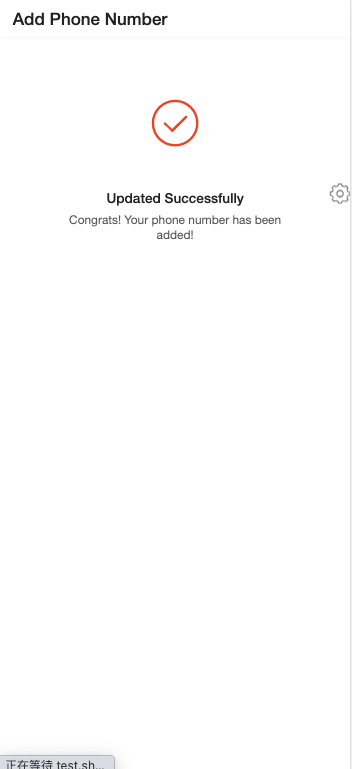 Add Phone Number
Updated Successfully
Congrats! Your phone number has been
added!
正在等待 test.sh...